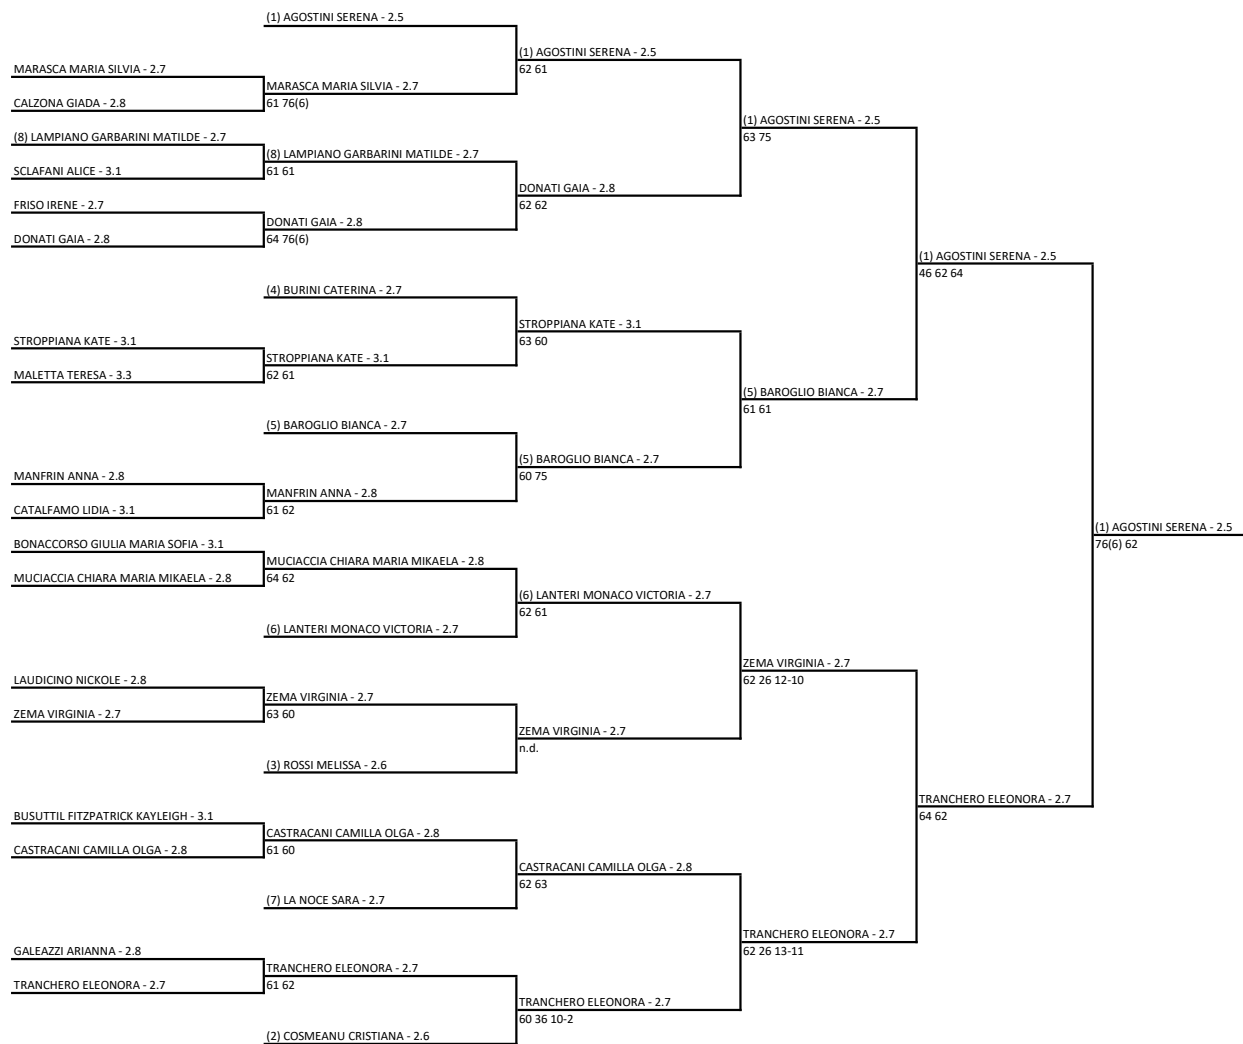 (1) AGOSTINI SERENA - 2.5
(1) AGOSTINI SERENA - 2.5
62 61
MARASCA MARIA SILVIA - 2.7
MARASCA MARIA SILVIA - 2.7
61 76(6)
CALZONA GIADA - 2.8
(1) AGOSTINI SERENA - 2.5
63 75
(8) LAMPIANO GARBARINI MATILDE - 2.7
(8) LAMPIANO GARBARINI MATILDE - 2.7
61 61
SCLAFANI ALICE - 3.1
DONATI GAIA - 2.8
62 62
FRISO IRENE - 2.7
DONATI GAIA - 2.8
64 76(6)
DONATI GAIA - 2.8
(1) AGOSTINI SERENA - 2.5
46 62 64
(4) BURINI CATERINA - 2.7
STROPPIANA KATE - 3.1
63 60
STROPPIANA KATE - 3.1
STROPPIANA KATE - 3.1
62 61
MALETTA TERESA - 3.3
(5) BAROGLIO BIANCA - 2.7
61 61
(5) BAROGLIO BIANCA - 2.7
(5) BAROGLIO BIANCA - 2.7
60 75
MANFRIN ANNA - 2.8
MANFRIN ANNA - 2.8
61 62
CATALFAMO LIDIA - 3.1
(1) AGOSTINI SERENA - 2.5
76(6) 62
BONACCORSO GIULIA MARIA SOFIA - 3.1
MUCIACCIA CHIARA MARIA MIKAELA - 2.8
64 62
MUCIACCIA CHIARA MARIA MIKAELA - 2.8
(6) LANTERI MONACO VICTORIA - 2.7
62 61
(6) LANTERI MONACO VICTORIA - 2.7
ZEMA VIRGINIA - 2.7
62 26 12-10
LAUDICINO NICKOLE - 2.8
ZEMA VIRGINIA - 2.7
63 60
ZEMA VIRGINIA - 2.7
ZEMA VIRGINIA - 2.7
n.d.
(3) ROSSI MELISSA - 2.6
TRANCHERO ELEONORA - 2.7
64 62
BUSUTTIL FITZPATRICK KAYLEIGH - 3.1
CASTRACANI CAMILLA OLGA - 2.8
61 60
CASTRACANI CAMILLA OLGA - 2.8
CASTRACANI CAMILLA OLGA - 2.8
62 63
(7) LA NOCE SARA - 2.7
TRANCHERO ELEONORA - 2.7
62 26 13-11
GALEAZZI ARIANNA - 2.8
TRANCHERO ELEONORA - 2.7
61 62
TRANCHERO ELEONORA - 2.7
TRANCHERO ELEONORA - 2.7
60 36 10-2
(2) COSMEANU CRISTIANA - 2.6